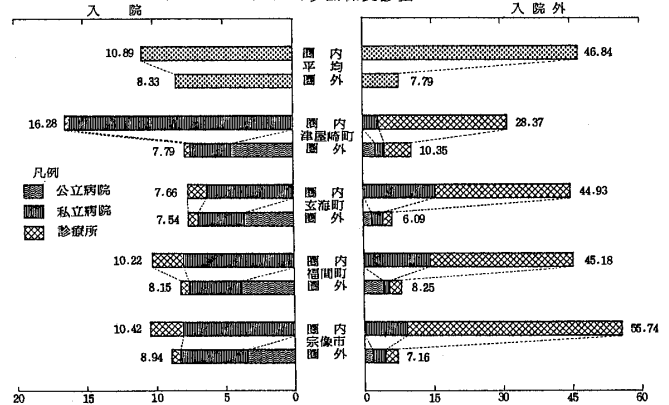 入 院
入 院 外
10.89
圏 内
46.84
平 均
8.33
圏 外
7.79
16.28
圏 内
28.37
津屋崎町
7.79
圏 外
10.35
凡例
公立病院
私立病院
診療所
7.66
圏 内
44.93
玄海町
7.54
圏 外
6.09
10.22
圏 内
45.18
福間町
8.15
圏 外
8.25
10.42
圏 内
55.74
宗像市
8.94
圏 外
7.16
20 15 10 5 0 0 15 30 45 60